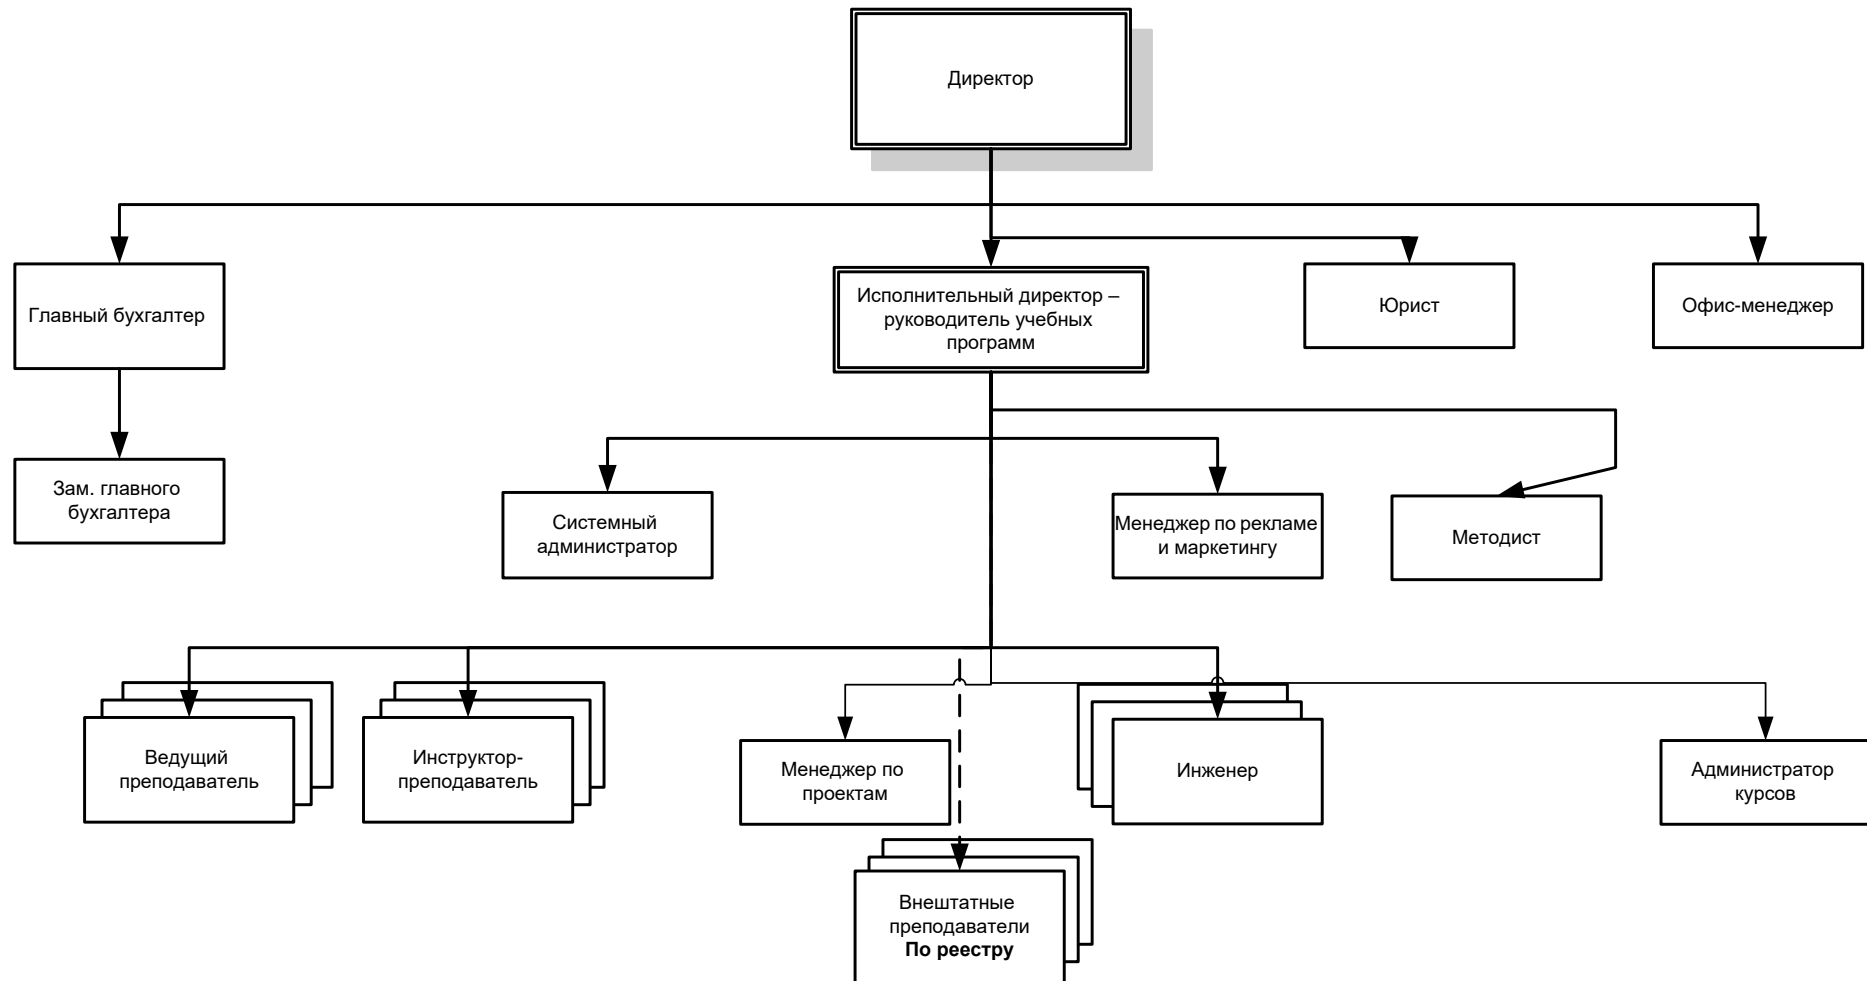 Директор
Главный бухгалтер
Исполнительный директор –
руководитель учебных
программ
Юрист
Офис-менеджер
Зам. главного
бухгалтера
Системный
администратор
Менеджер по рекламе
и маркетингу
Методист
Ведущий
преподаватель
Инструктор-
преподаватель
Менеджер по
проектам
Инженер
Администратор
курсов
Внештатные
преподаватели
По реестру